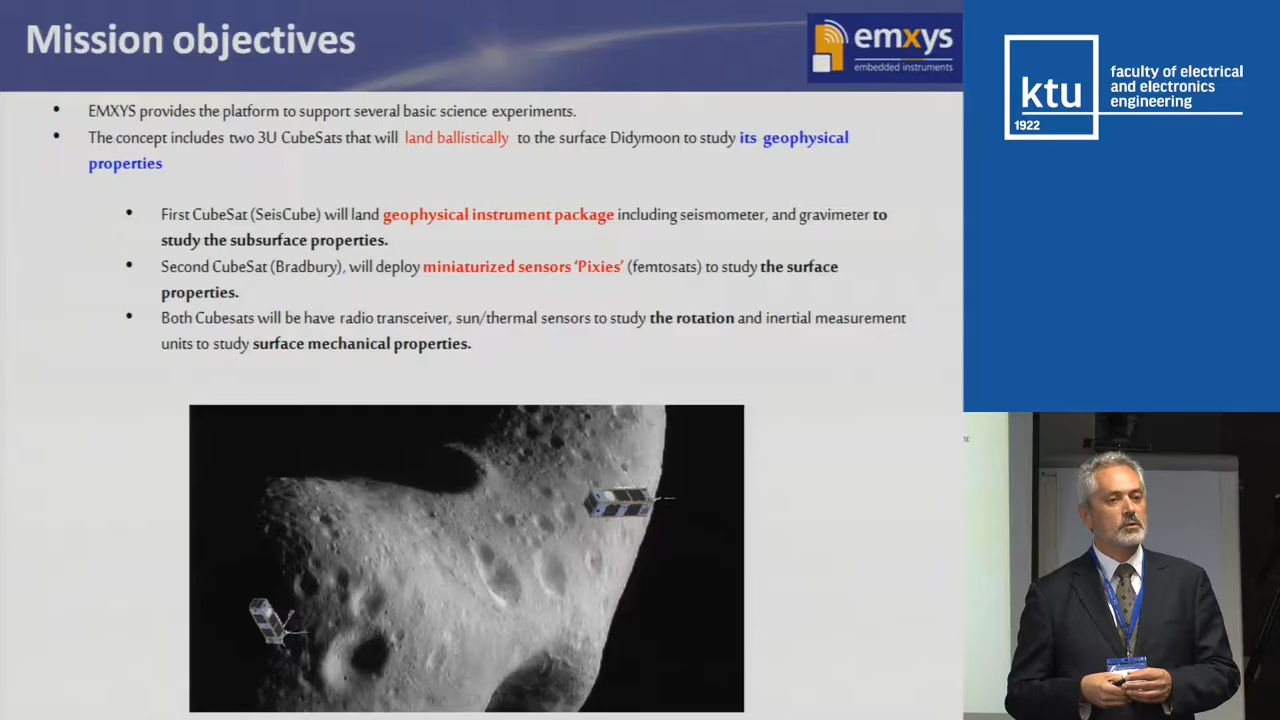 Mission objectives
emxys
embedded instruments
• EMXYS provides the platform to support several basic science experiments.
• The concept includes two 3U CubeSats that will land ballistically to the surface Didymoon to study its geophysical
properties
• First CubeSat (SeisCube) will land geophysical instrument package including seismometer, and gravimeter to
study the subsurface properties.
• Second CubeSat (Bradbury), will deploy miniaturized sensors ‘Pixies’ (femtosats) to study the surface
properties.
• Both Cubesats will be have radio transceiver, sun/thermal sensors to study the rotation and inertial measurement
units to study surface mechanical properties.
ktu
1922
faculty of electrical
and electronics
engineering